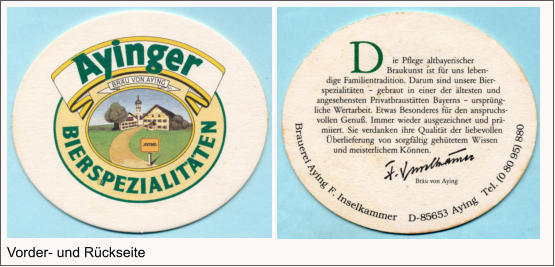 Ayinger
BRÄU VON AYING
AYING
BIERSPEZIALITÄTEN
Die Pflege altbayerischer
Braukunst ist für uns leben-
dige Familientradition. Darum sind unsere Bier-
spezialitäten - gebraut in einer der ältesten und
angesehensten Privatbraustätten Bayerns - ursprüng-
liche Wertarbeit. Etwas Besonderes für den anspruchs-
vollen Genuß. Immer wieder ausgezeichnet und prä-
miiert. Sie verdanken ihre Qualität der liebevollen
Überlieferung von sorgfältig gehütetem Wissen
und meisterlichem Können.
F. Inselkammer
Bräu von Aying
Brauerei Aying F. Inselkammer D-85653 Aying Tel. (0 80 95) 880
Vorder- und Rückseite